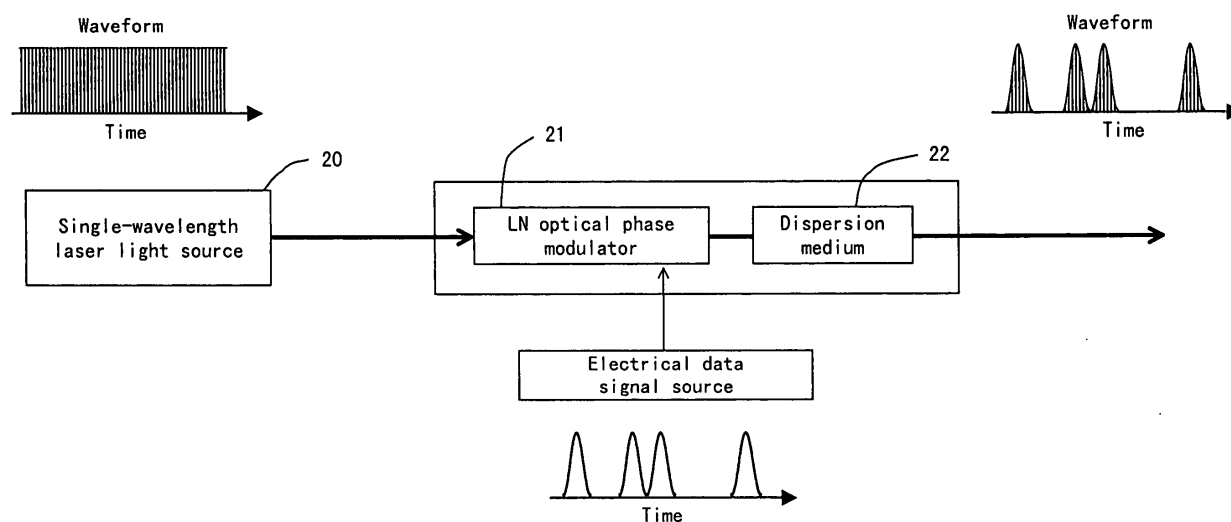 Waveform
Time
Waveform
Time
20
21
22
Single-wavelength
laser light source
LN optical phase
modulator
Dispersion
medium
Electrical data
signal source
Time